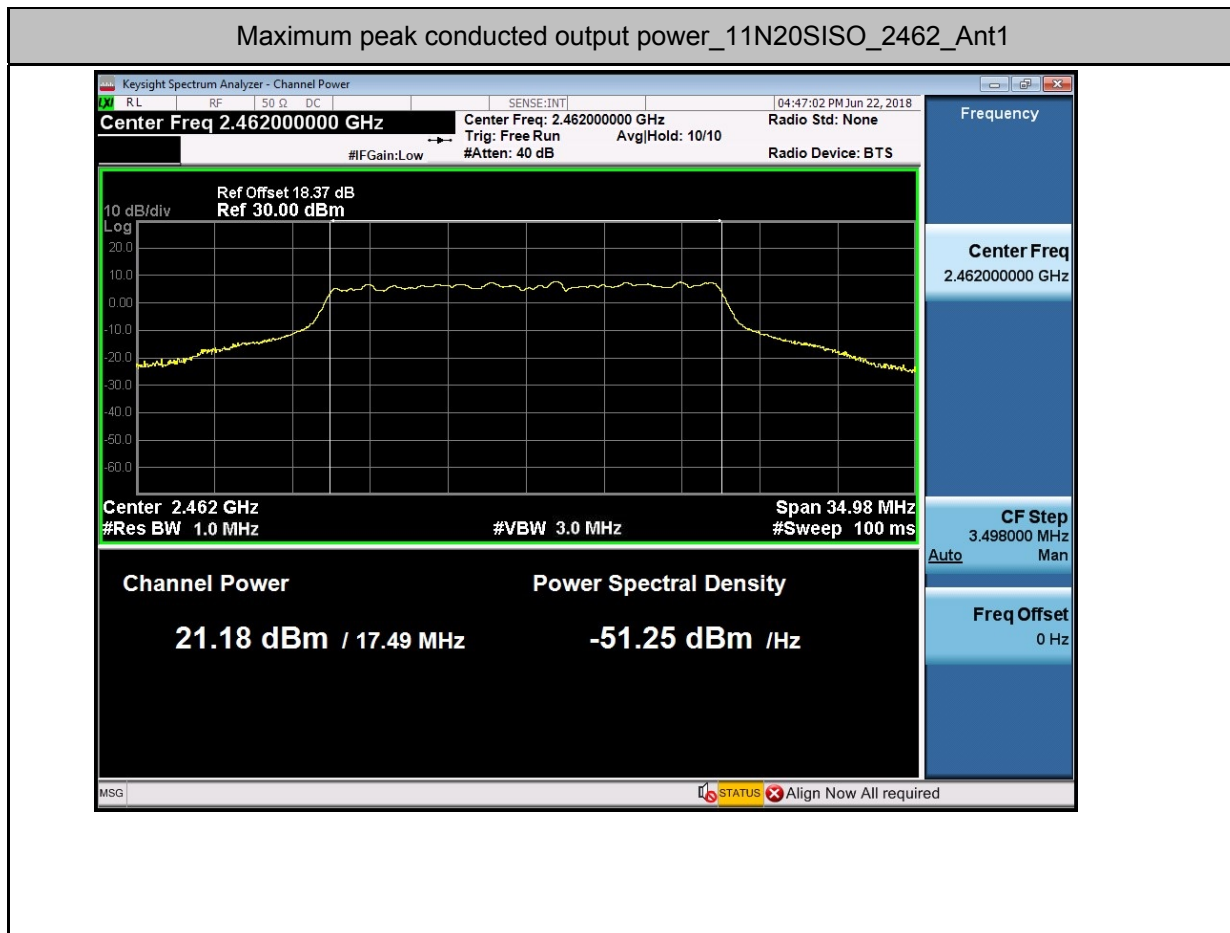 Maximum peak conducted output power_11N20SISO_2462_Ant1
Keysight Spectrum Analyzer - Channel Power
LXI RL RF 50 Ω DC SENSE:INT 04:47:02 PM Jun 22, 2018
Center Freq 2.462000000 GHz
Center Freq: 2.462000000 GHz
Radio Std: None
Trig: Free Run Avg|Hold: 10/10
#IFGain:Low #Atten: 40 dB Radio Device: BTS
Ref Offset 18.37 dB
10 dB/div Ref 30.00 dBm
Log
20.0
10.0
0.00
-10.0
-20.0
-30.0
-40.0
-50.0
-60.0
Center 2.462 GHz Span 34.98 MHz
#Res BW 1.0 MHz #VBW 3.0 MHz #Sweep 100 ms
Channel Power Power Spectral Density
21.18 dBm / 17.49 MHz -51.25 dBm /Hz
Frequency
Center Freq
2.462000000 GHz
CF Step
3.498000 MHz
Auto Man
Freq Offset
0 Hz
MSG STATUS Align Now All required